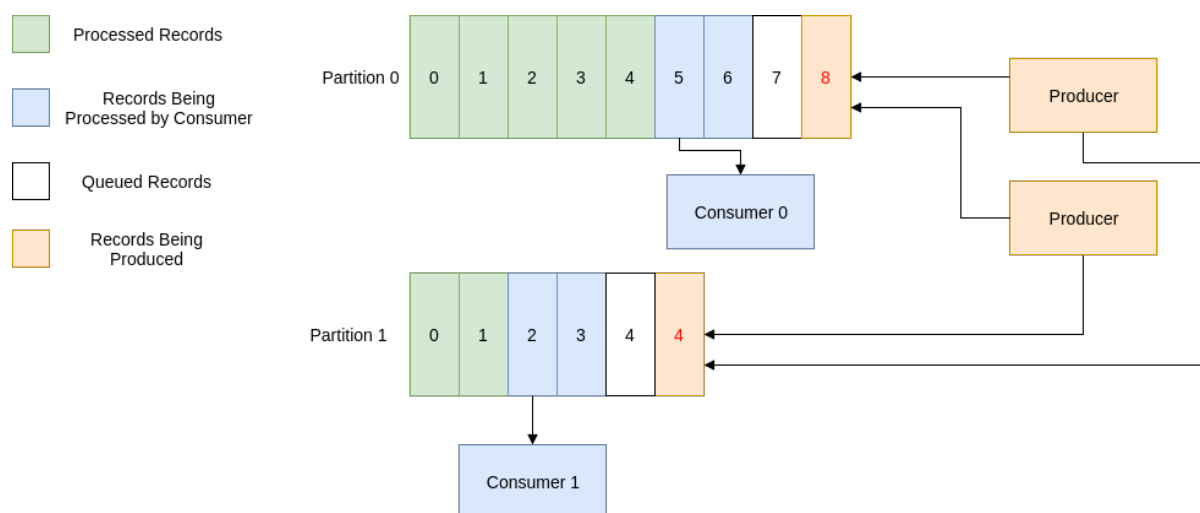 Processed Records
Records Being
Processed by Consumer
Queued Records
Records Being
Produced
Partition 0
0 1 2 3 4 5 6 7 8
Producer
Consumer 0
Producer
Partition 1
0 1 2 3 4 4
Consumer 1